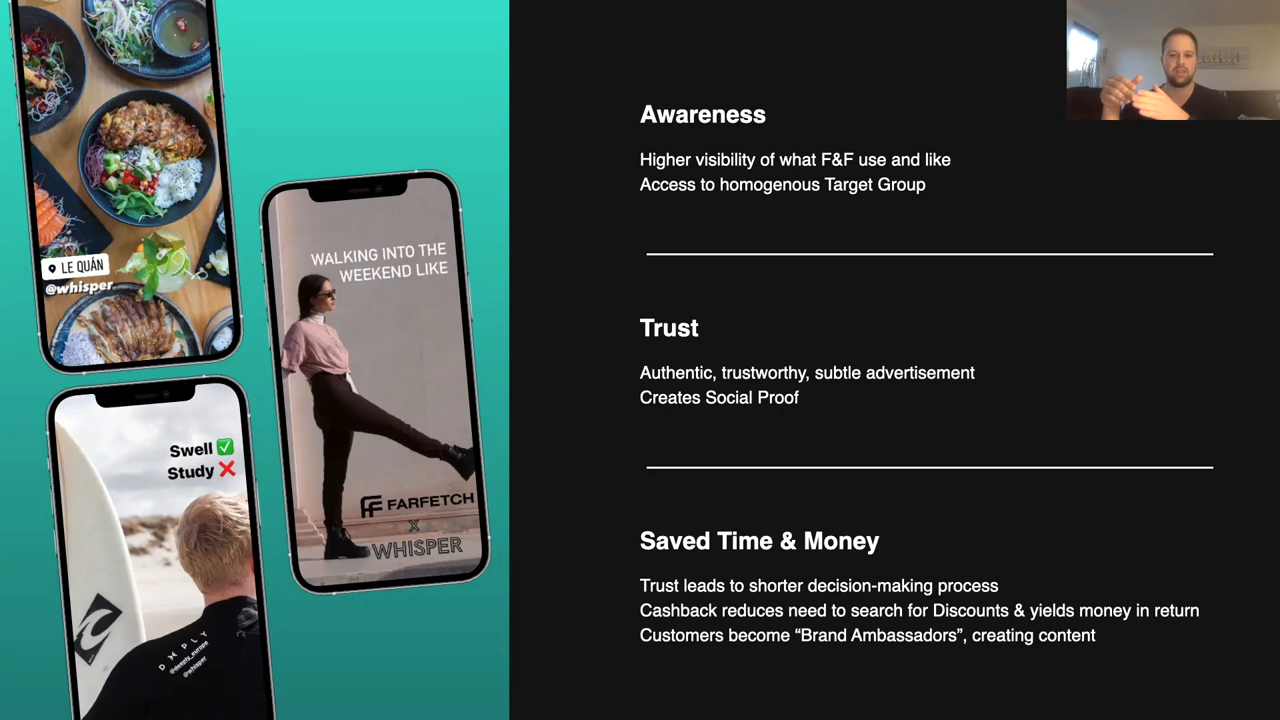 LE QUÁN
@whisper
WALKING INTO THE
WEEKEND LIKE
FARFETCH
X
WHISPER
Swell ✅
Study ❌
DEEPLY
@deeply_europe
@whisper
Awareness
Higher visibility of what F&F use and like
Access to homogenous Target Group
Trust
Authentic, trustworthy, subtle advertisement
Creates Social Proof
Saved Time & Money
Trust leads to shorter decision-making process
Cashback reduces need to search for Discounts & yields money in return
Customers become “Brand Ambassadors”, creating content